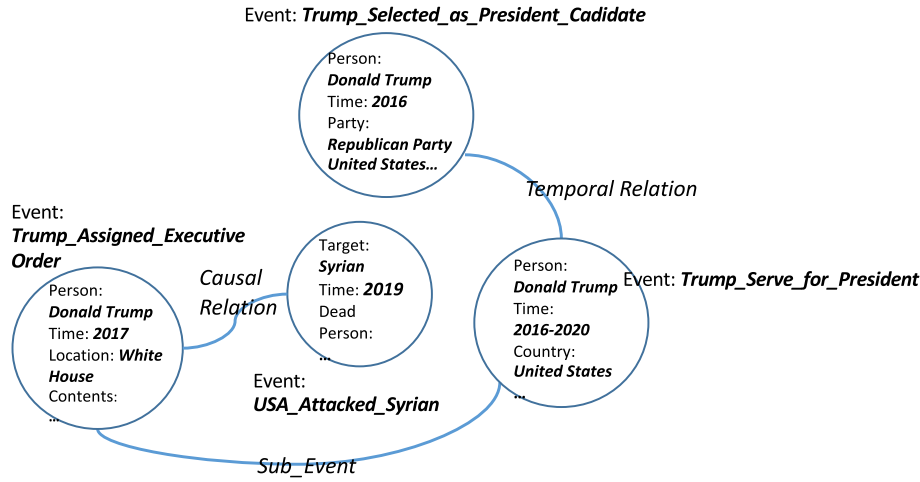 Event: Trump_Selected_as_President_Cadidate
Person:
Donald Trump
Time: 2016
Party:
Republican Party
United States...
Temporal Relation
Event:
Trump_Assigned_Executive
Order
Person:
Donald Trump
Time: 2017
Location: White
House
Contents:
...
Causal
Relation
Target:
Syrian
Time: 2019
Dead
Person:
...
Event:
USA_Attacked_Syrian
Person:
Donald Trump
Time:
2016-2020
Country:
United States
...
Event: Trump_Serve_for_President
Sub_Event